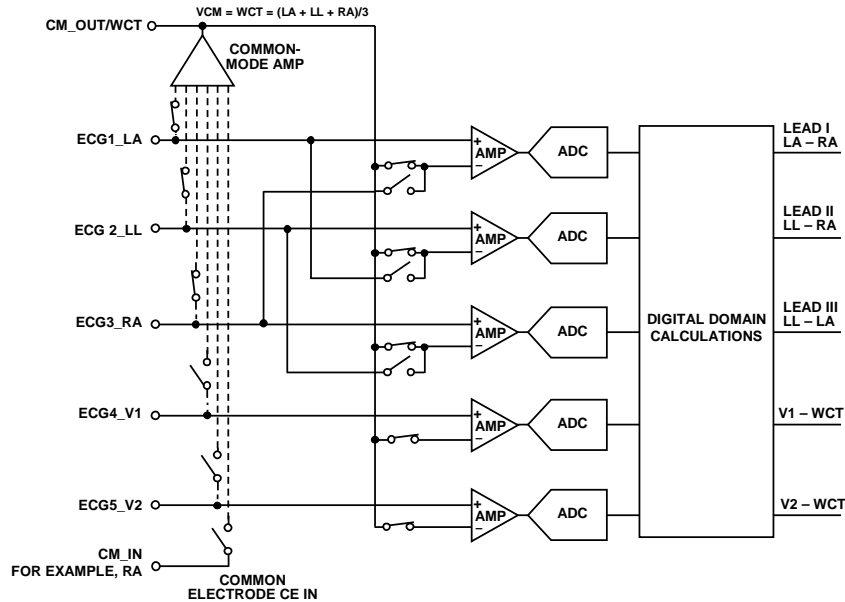 CM_OUT/WCT
VCM = WCT = (LA + LL + RA)/3
COMMON-
MODE AMP
ECG1_LA
+
AMP
–
ADC
LEAD I
LA – RA
ECG 2_LL
+
AMP
–
ADC
LEAD II
LL – RA
ECG3_RA
+
AMP
–
ADC
DIGITAL DOMAIN
CALCULATIONS
LEAD III
LL – LA
ECG4_V1
+
AMP
–
ADC
V1 – WCT
ECG5_V2
+
AMP
–
ADC
V2 – WCT
CM_IN
FOR EXAMPLE, RA
COMMON
ELECTRODE CE IN